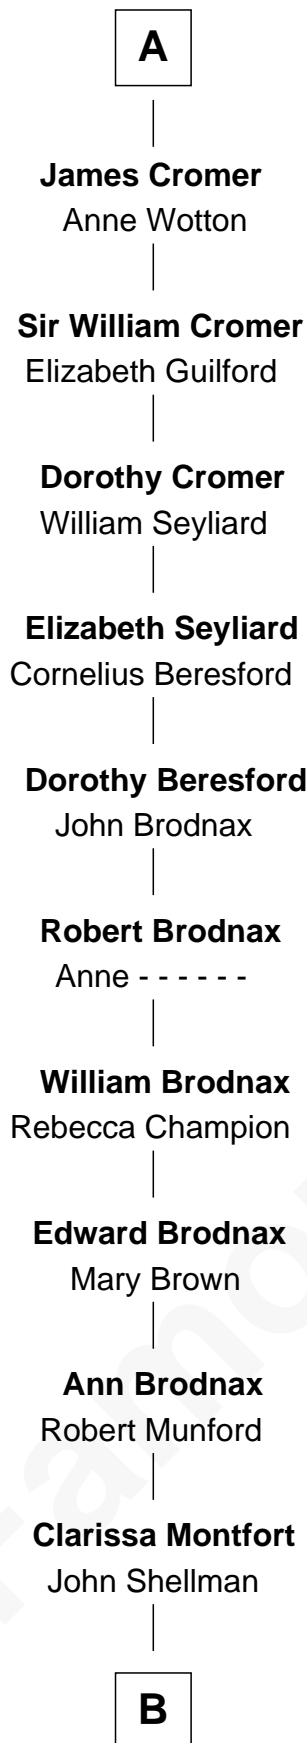 A
James Cromer
Anne Wotton
Sir William Cromer
Elizabeth Guilford
Dorothy Cromer
William Seyliard
Elizabeth Seyliard
Cornelius Beresford
Dorothy Beresford
John Brodnax
Robert Brodnax
Anne - - - - - -
William Brodnax
Rebecca Champion
Edward Brodnax
Mary Brown
Ann Brodnax
Robert Munford
Clarissa Montfort
John Shellman
B